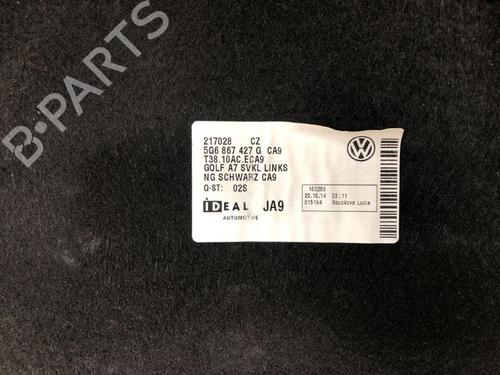 B-PARTS
217028 CZ
5G6 867 427 G CA9
T38.10AC.ECA9
GOLF A7 SVKL LINKS
NG SCHWARZ CA9
Q-ST: 02S
IDEAL JA9
AUTOMOTIVE
160289
22.10.14 03:11
015164 Souckova Lucie